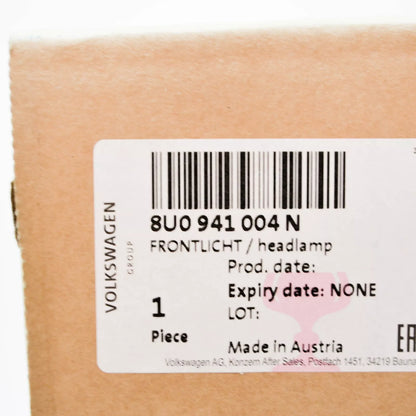 VOLKSWAGEN
GROUP
8U0 941 004 N
FRONTLICHT / headlamp
Prod. date:
Expiry date: NONE
LOT:
1
Piece
Made in Austria
Volkswagen AG, Konzern After Sales, Postfach 1451, 34219 Bauna